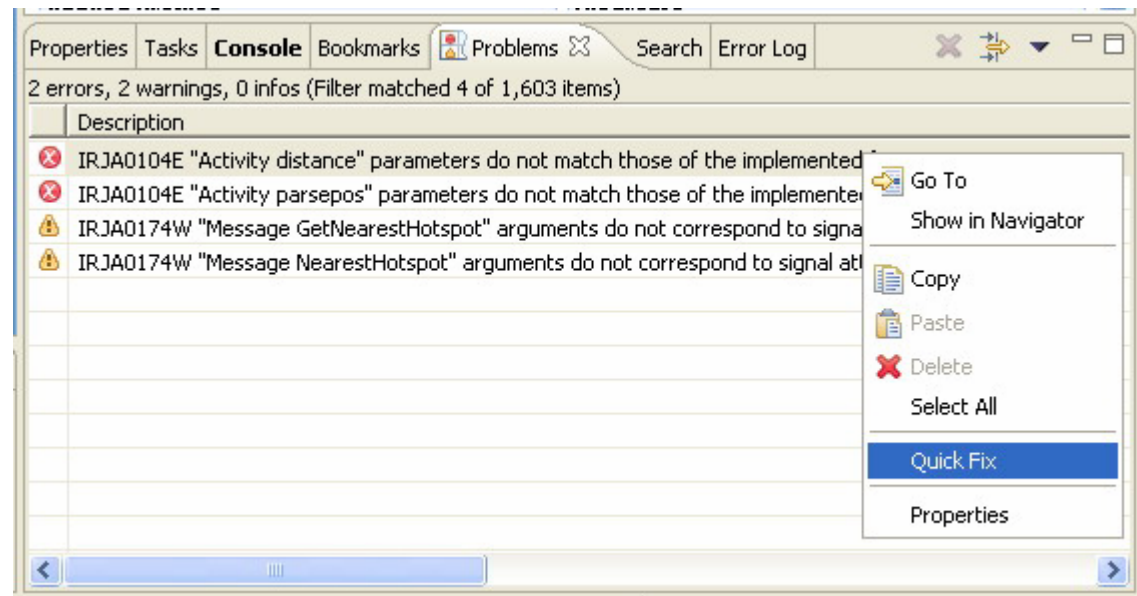 Properties Tasks Console Bookmarks Problems Search Error Log
2 errors, 2 warnings, 0 infos (Filter matched 4 of 1,603 items)
Description
IRJA0104E "Activity distance" parameters do not match those of the implemented
IRJA0104E "Activity parsepos" parameters do not match those of the implemente
IRJA0174W "Message GetNearestHotspot" arguments do not correspond to signa
IRJA0174W "Message NearestHotspot" arguments do not correspond to signal at
Go To
Show in Navigator
Copy
Paste
Delete
Select All
Quick Fix
Properties